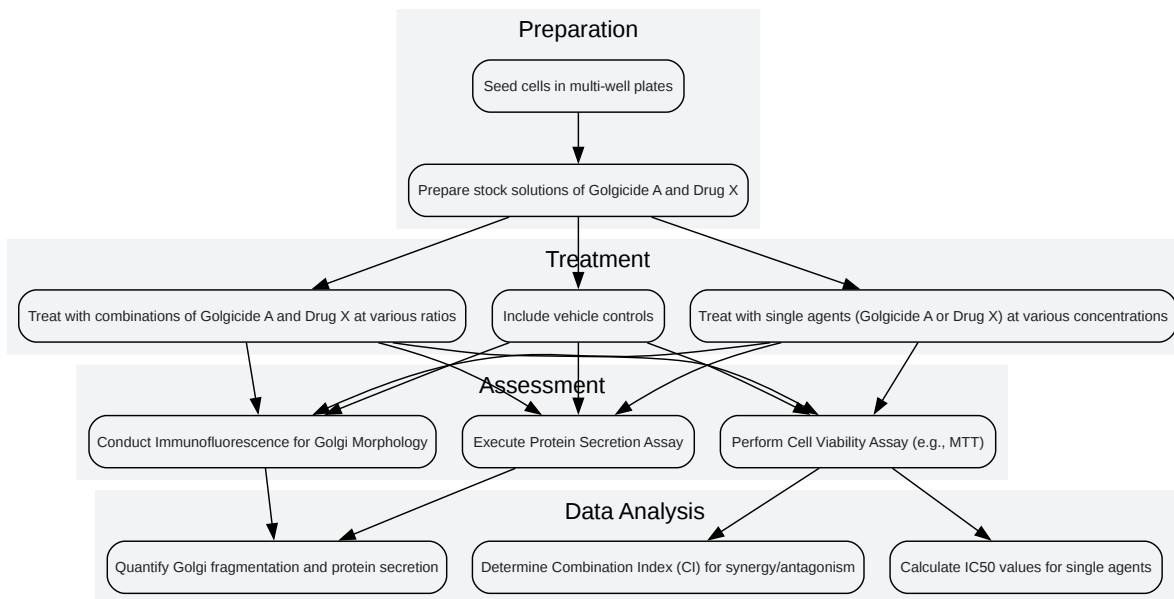 Preparation
Seed cells in multi-well plates
Prepare stock solutions of Golgicide A and Drug X
Treatment
Treat with combinations of Golgicide A and Drug X at various ratios
Include vehicle controls
Treat with single agents (Golgicide A or Drug X) at various concentrations
Assessment
Conduct Immunofluorescence for Golgi Morphology
Execute Protein Secretion Assay
Perform Cell Viability Assay (e.g., MTT)
Data Analysis
Quantify Golgi fragmentation and protein secretion
Determine Combination Index (CI) for synergy/antagonism
Calculate IC50 values for single agents